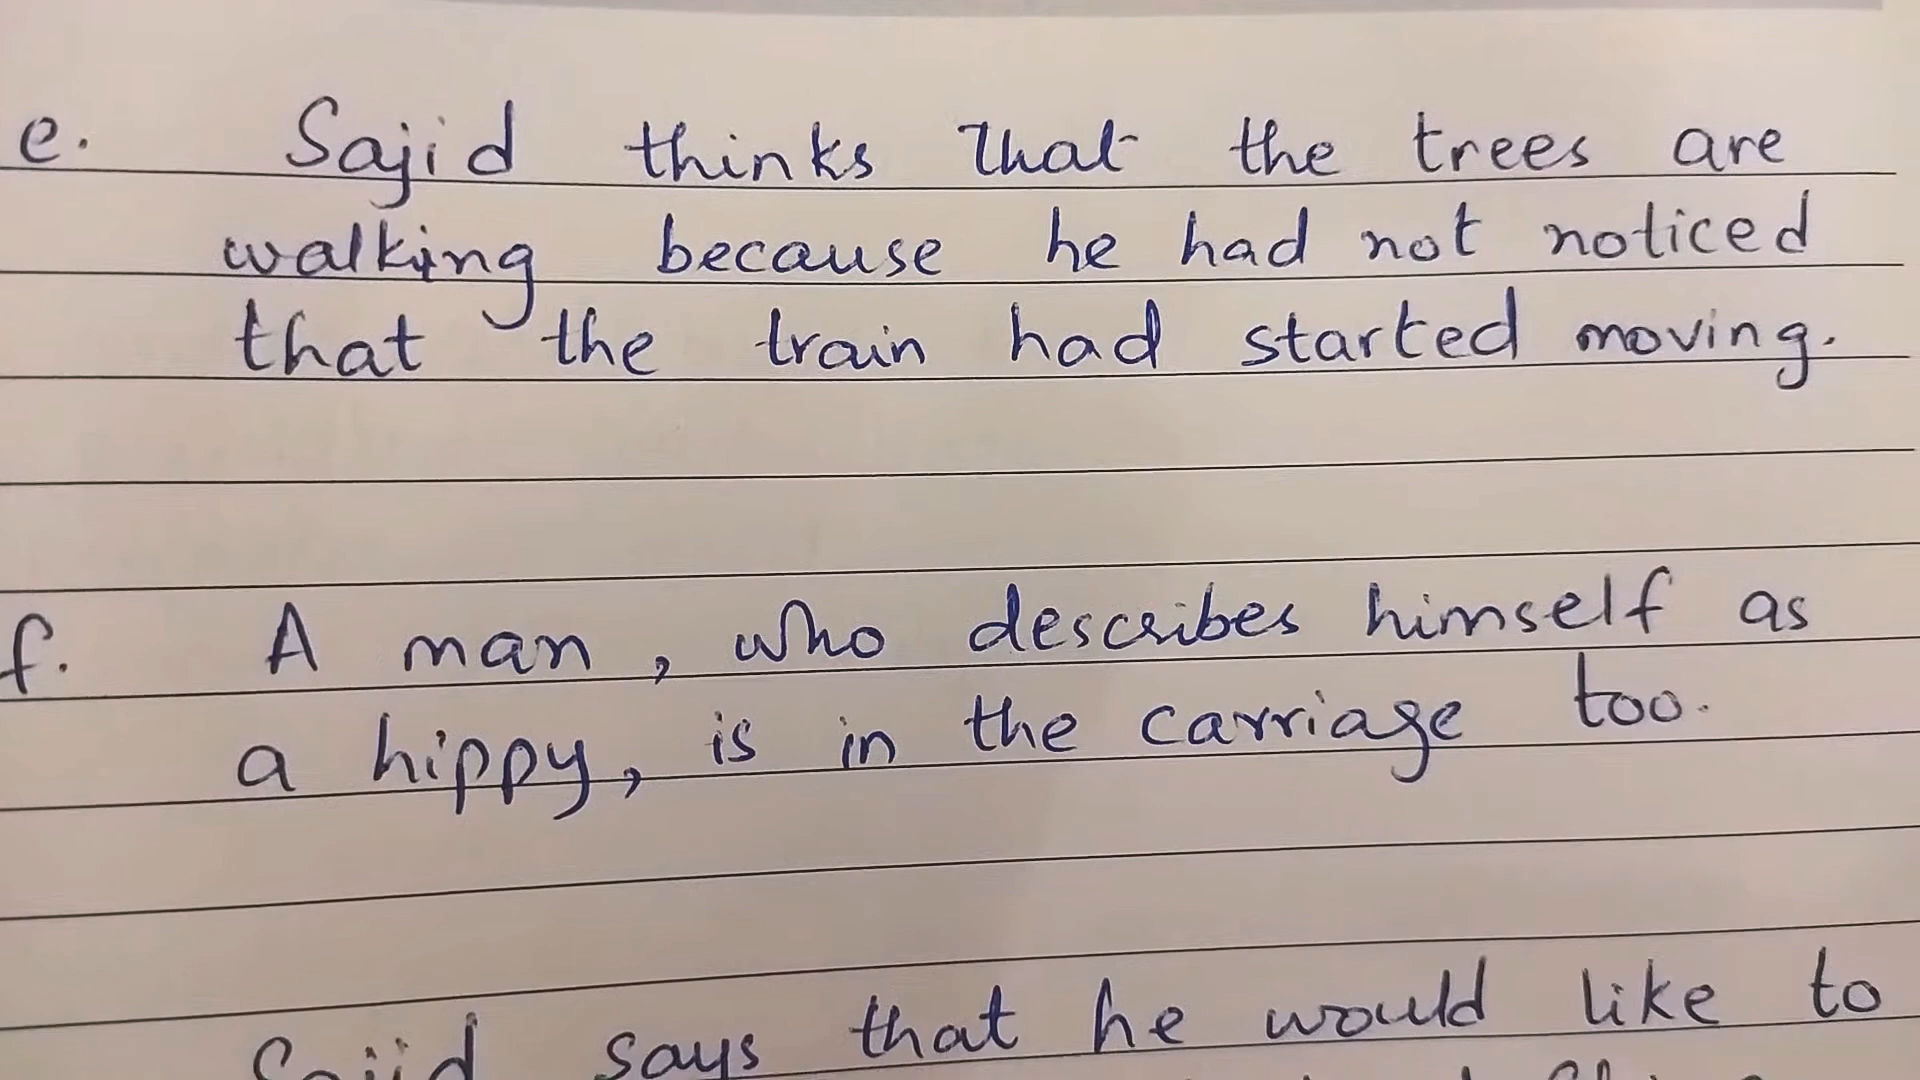 e. Sajid thinks that the trees are
walking because he had not noticed
that the train had started moving.
f. A man, who describes himself as
a hippy, is in the carriage too.
Sajid says that he would like to